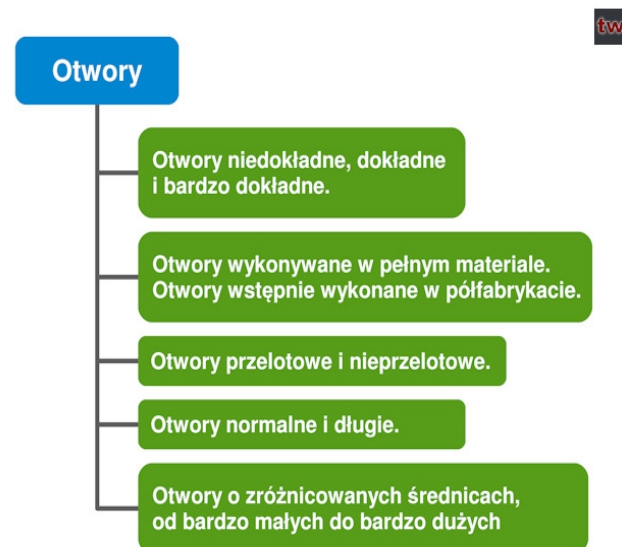 Otwory
Otwory niedokładne, dokładne
i bardzo dokładne.
Otwory wykonywane w pełnym materiale.
Otwory wstępnie wykonane w półfabrykacie.
Otwory przelotowe i nieprzelotowe.
Otwory normalne i długie.
Otwory o zróżnicowanych średnicach,
od bardzo małych do bardzo dużych